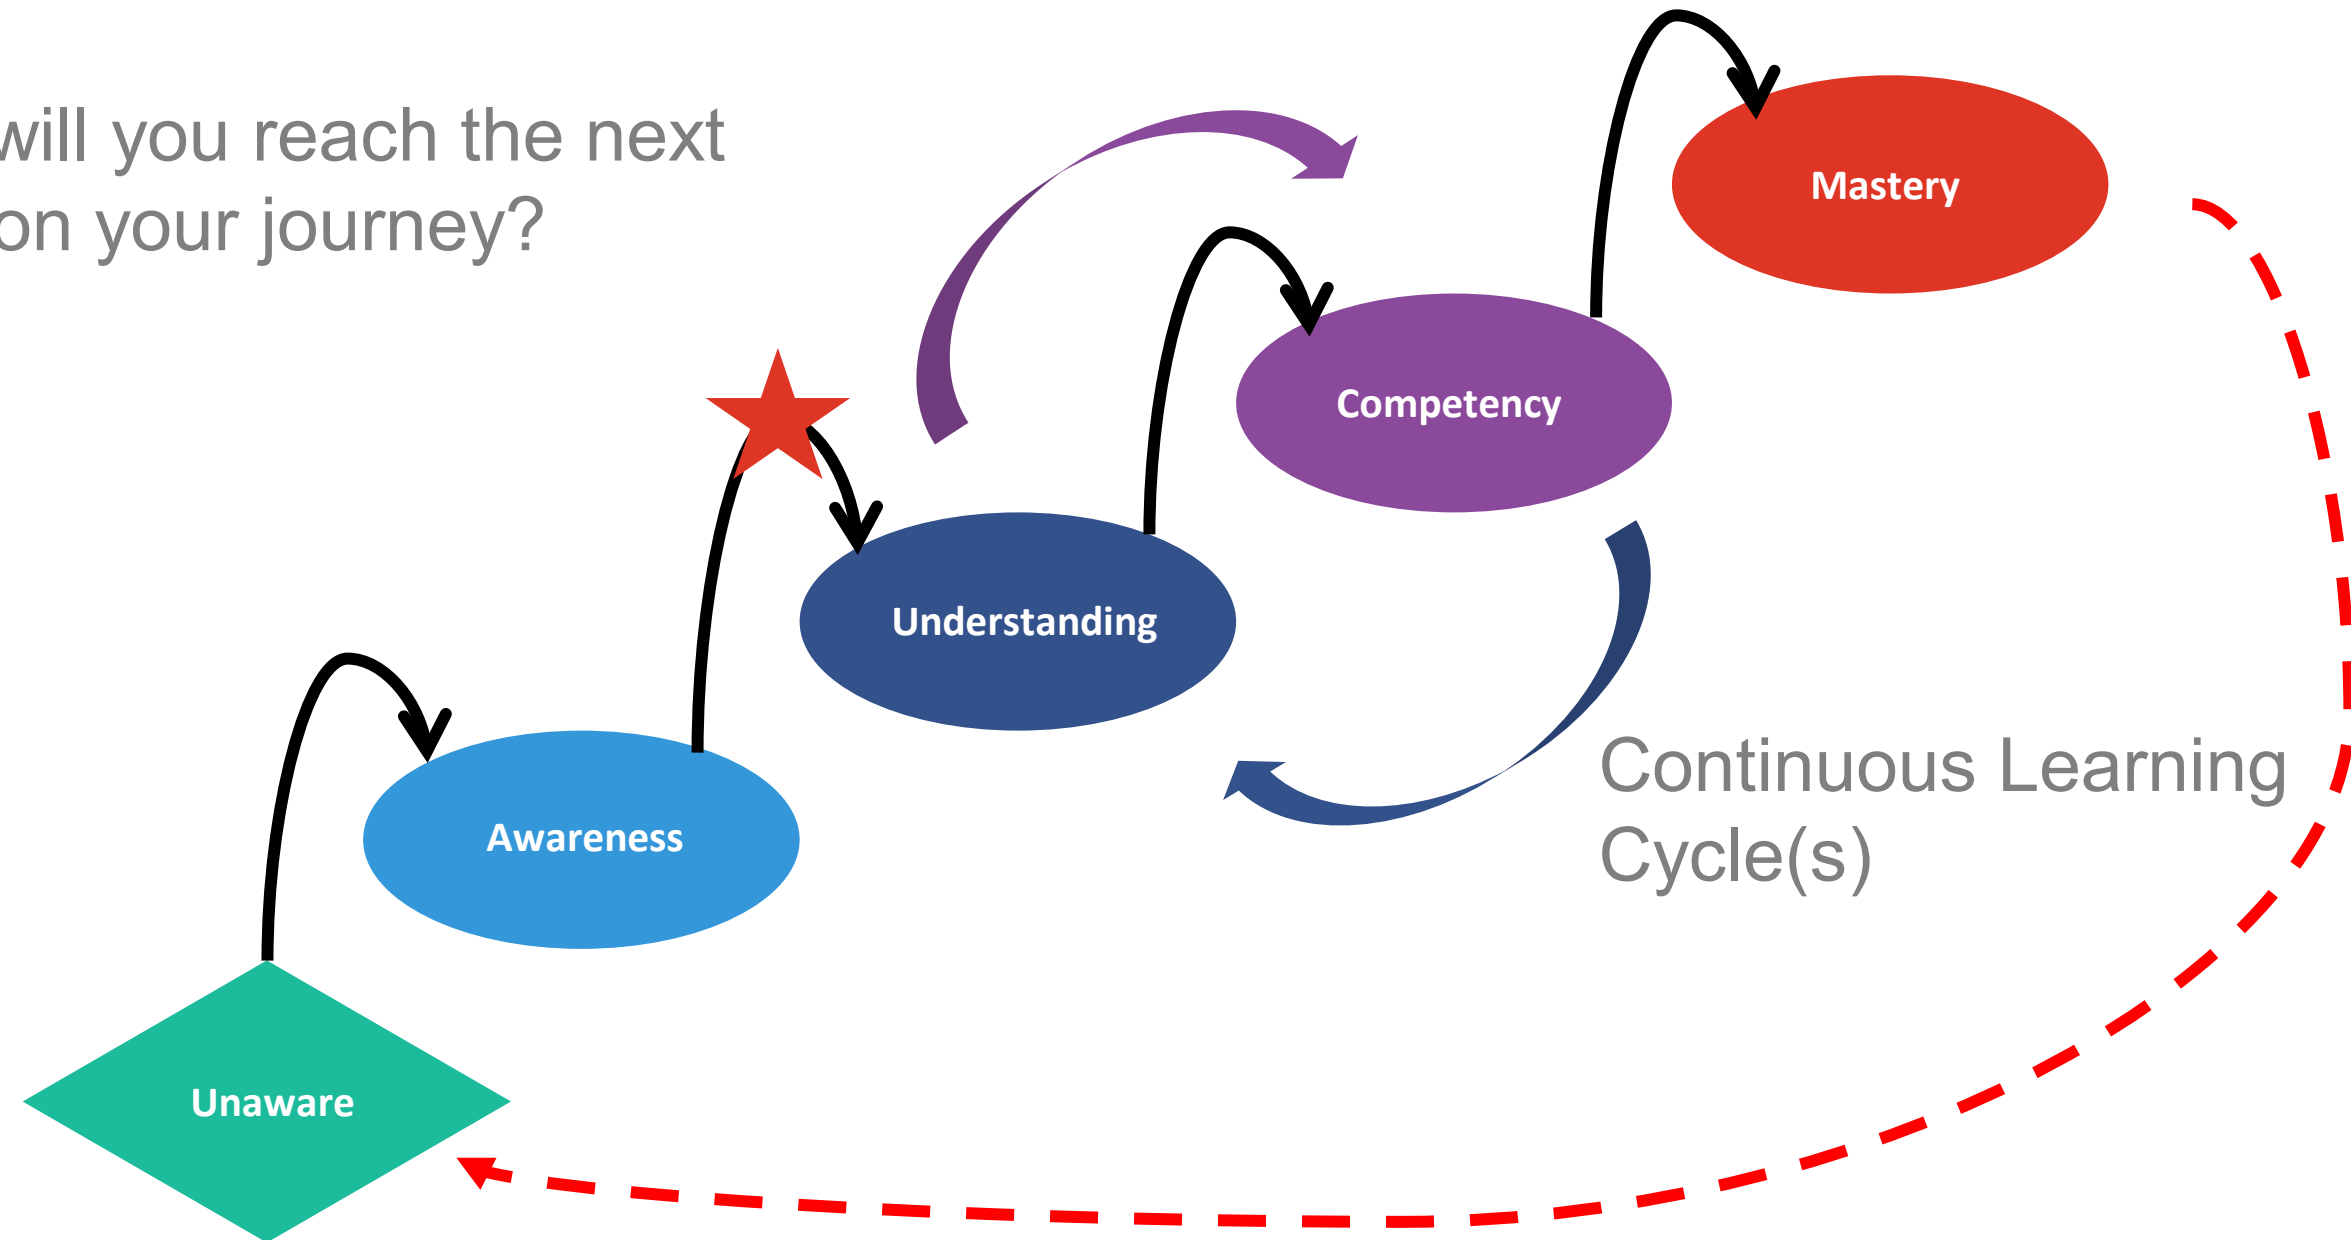 will you reach the next
on your journey?
Mastery
Competency
Understanding
Continuous Learning
Cycle(s)
Awareness
Unaware